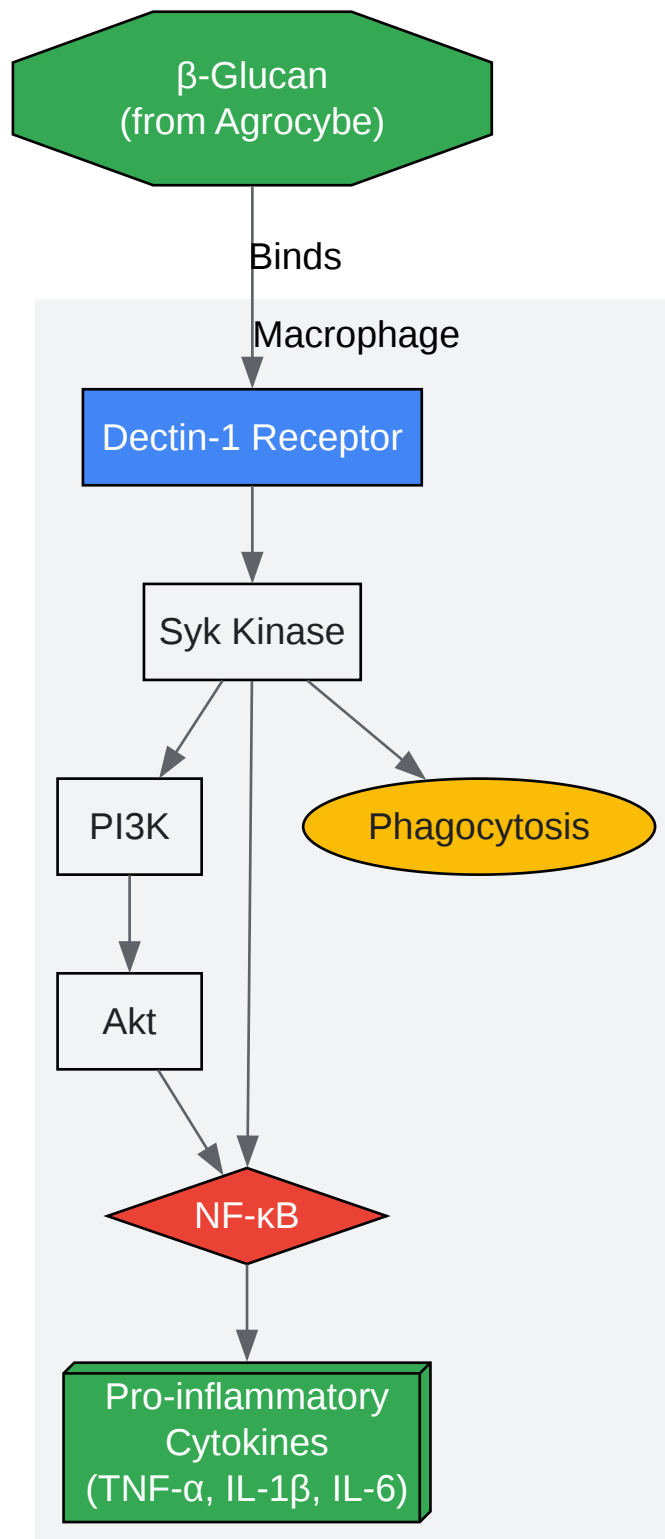 β-Glucan
(from Agrocybe)
Binds
Macrophage
Dectin-1 Receptor
Syk Kinase
PI3K
Phagocytosis
Akt
NF-κB
Pro-inflammatory
Cytokines
(TNF-α, IL-1β, IL-6)